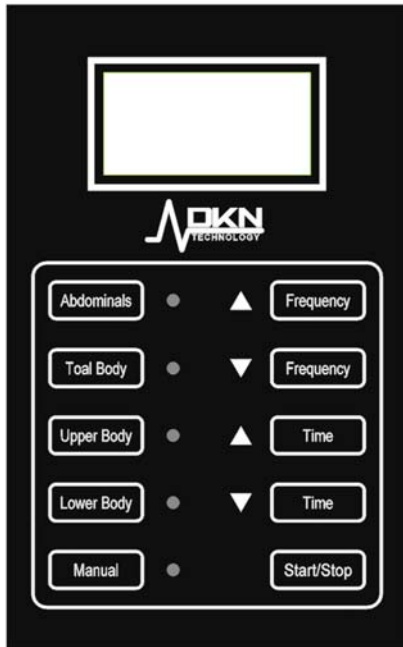 DKN
TECHNOLOGY
Abdominals ▲ Frequency
Toal Body ▼ Frequency
Upper Body ▲ Time
Lower Body ▼ Time
Manual Start/Stop